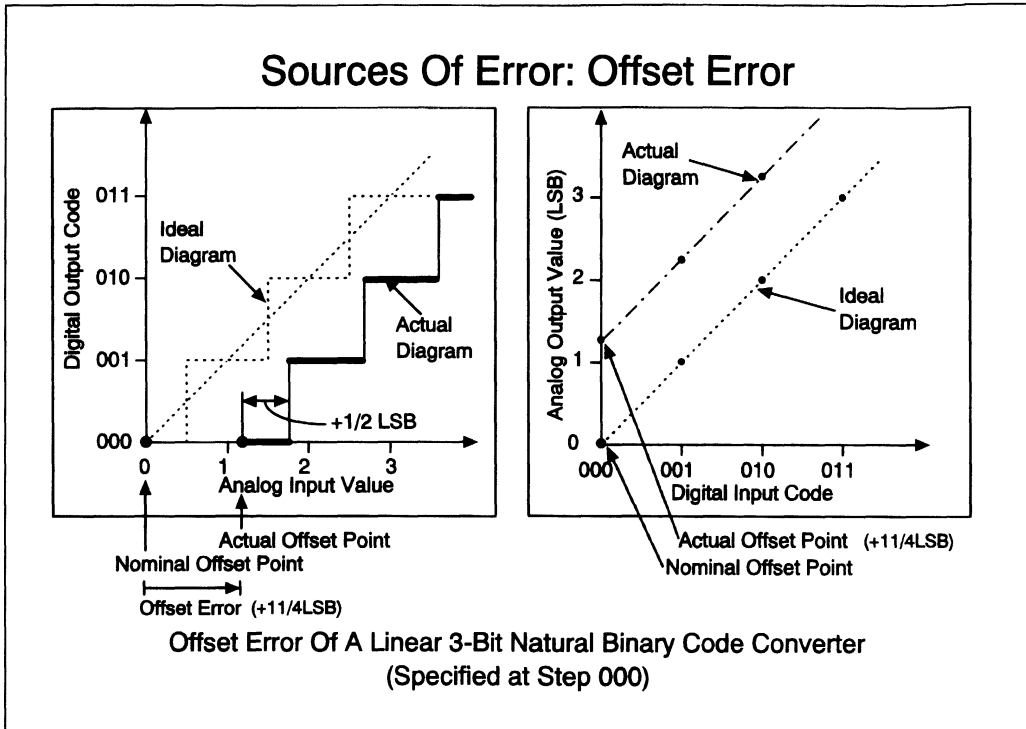 Sources Of Error: Offset Error
Digital Output Code
011
010
001
000
Ideal
Diagram
Actual
Diagram
+1/2 LSB
0
1
2
3
Analog Input Value
Actual Offset Point
Nominal Offset Point
Offset Error (+11/4LSB)
Analog Output Value (LSB)
3
2
1
0
Actual
Diagram
Ideal
Diagram
000
001
010
011
Digital Input Code
Actual Offset Point (+11/4LSB)
Nominal Offset Point
Offset Error Of A Linear 3-Bit Natural Binary Code Converter
(Specified at Step 000)